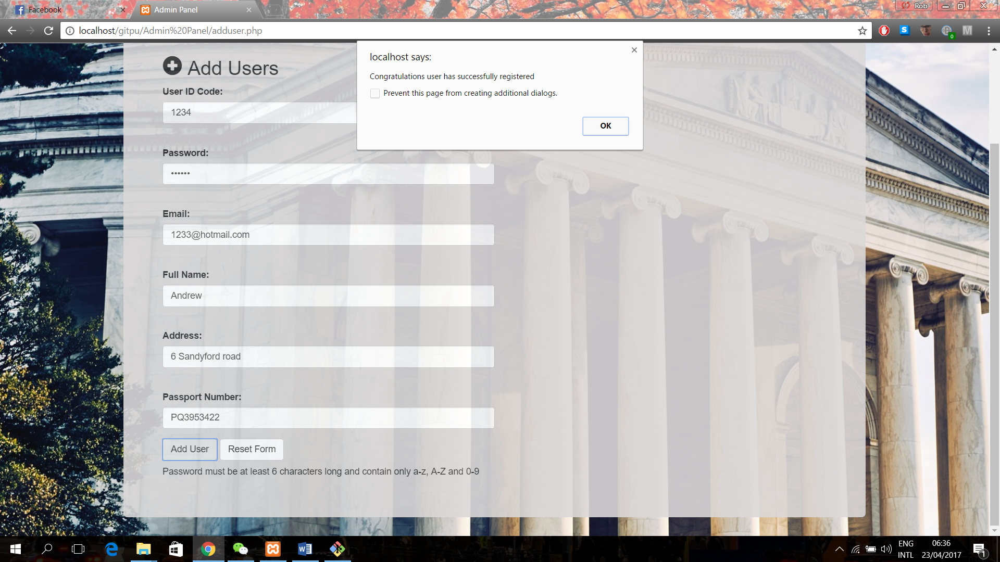 Facebook
Admin Panel
Rob
localhost/gitpu/Admin%20Panel/adduser.php
S
0
M
localhost says:
Congratulations user has successfully registered
Prevent this page from creating additional dialogs.
OK
Add Users
User ID Code:
1234
Password:
••••••
Email:
1233@hotmail.com
Full Name:
Andrew
Address:
6 Sandyford road
Passport Number:
PQ3953422
Add User Reset Form
Password must be at least 6 characters long and contain only a-z, A-Z and 0-9
ENG
INTL
06:36
23/04/2017
1